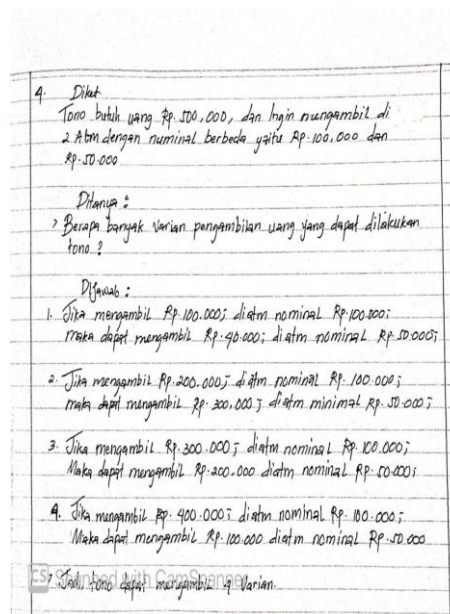 4. Diket
Tono butuh uang Rp. 500.000, dan Ingin mengambil di
2 Atm dengan numinal berbeda yaitu Rp. 100.000 dan
Rp. 50.000
Ditanya :
> Berapa banyak varian pengambilan uang yang dapat dilakukan
tono ?
Dijawab :
1. Jika mengambil Rp. 100.000; diatm nominal Rp. 100.000;
maka dapat mengambil Rp. 40.000; diatm nominal Rp. 50.000;
2. Jika mengambil Rp. 200.000; diatm nominal Rp. 100.000;
maka dapat mengambil Rp. 300.000; diatm minimal Rp. 50.000;
3. Jika mengambil Rp. 300.000; diatm nominal Rp. 100.000;
Maka dapat mengambil Rp. 200.000 diatm nominal Rp. 50.000;
4. Jika mengambil Rp. 400.000; diatm nominal Rp. 100.000;
Maka dapat mengambil Rp. 100.000 diatm nominal Rp. 50.000
> Jadi, tono dapat mengambil 4 Varian.
CS Scanned with CamScanner